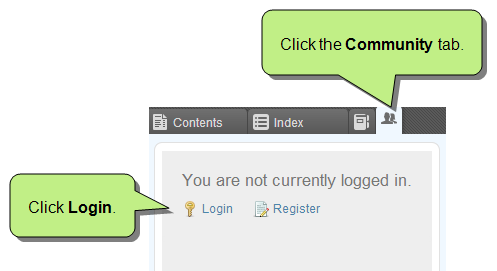 Click the Community tab.
Contents Index
You are not currently logged in.
Click Login.
Login Register